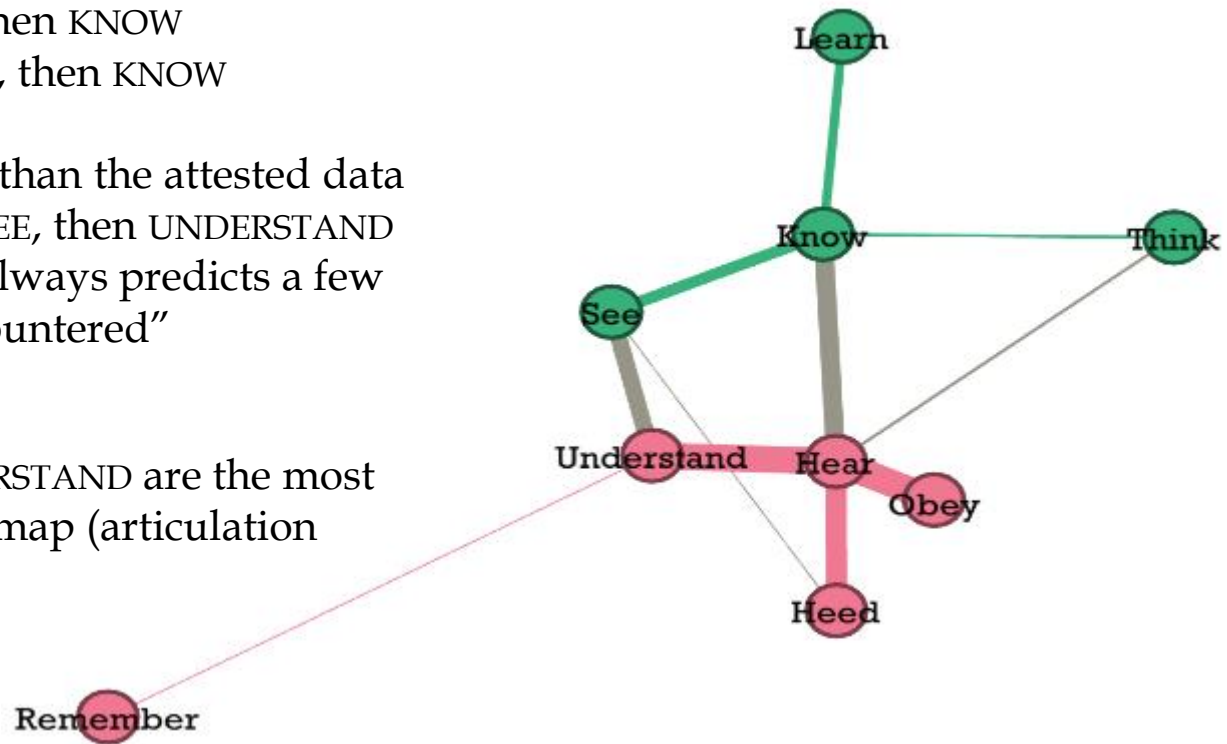 hen KNOW
, then KNOW
than the attested data
EE, then UNDERSTAND
lways predicts a few
ountered”
RSTAND are the most
map (articulation
Learn
Know
Think
See
Understand
Hear
Obey
Heed
Remember